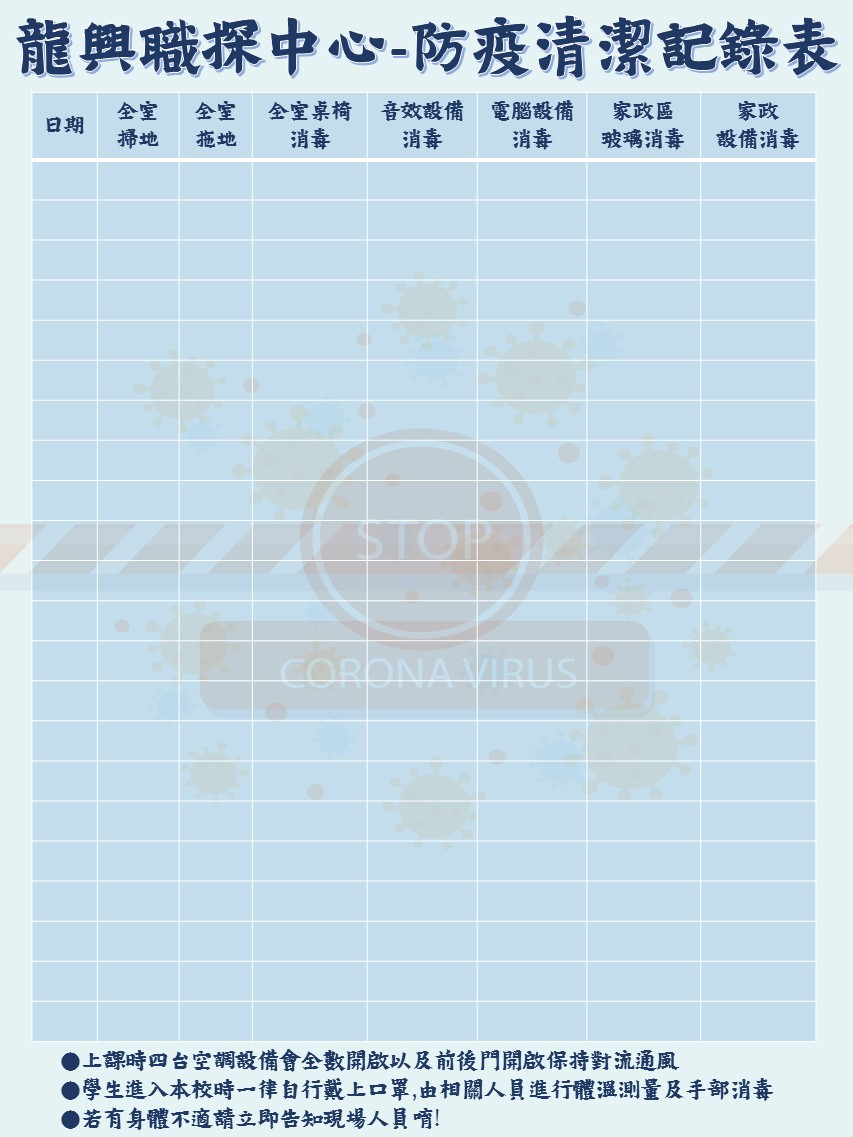 龍興職探中心-防疫清潔記錄表
日期 全室 全室 全室桌椅 音效設備 電腦設備 家政區 家政
掃地 拖地 消毒 消毒 消毒 玻璃消毒 設備消毒
STOP
CORONA VIRUS
●上課時四台空調設備會全數開啟以及前後門開啟保持對流通風
●學生進入本校時一律自行戴上口罩,由相關人員進行體溫測量及手部消毒
●若有身體不適請立即告知現場人員唷!